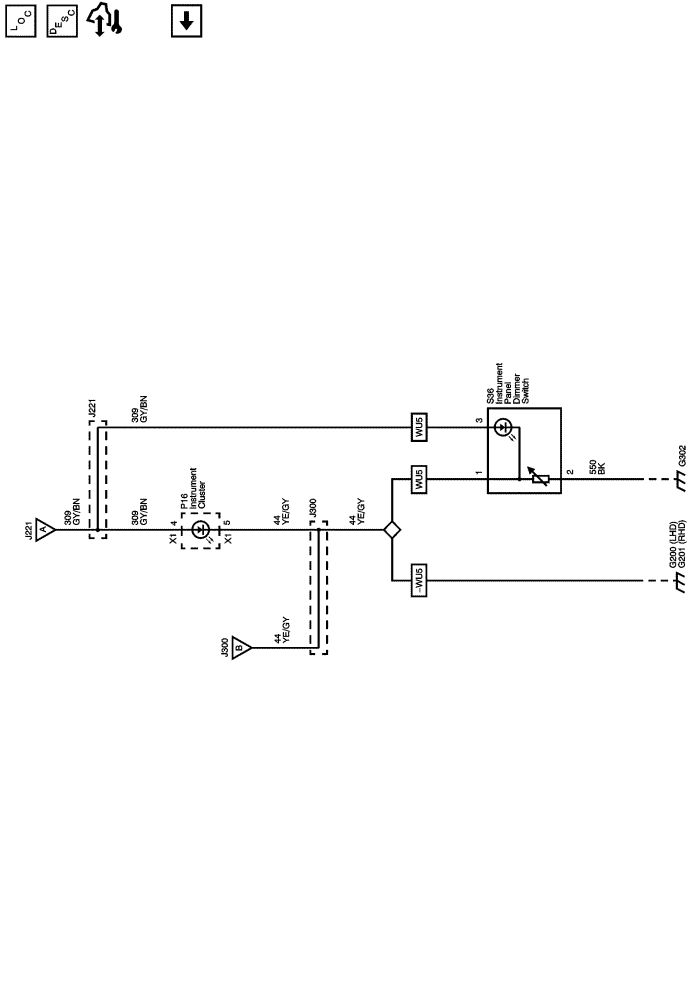 LOC
DESC
J221
A
309
GY/BN
J221
309
GY/BN
309
GY/BN
X1
4
P16
Instrument
Cluster
X1
5
44
YE/GY
J300
44
YE/GY
J300
B
44
YE/GY
WU5
WU5
-WU5
S36
Instrument
Panel
Dimmer
Switch
3
1
2
550
BK
G302
G200 (LHD)
G201 (RHD)